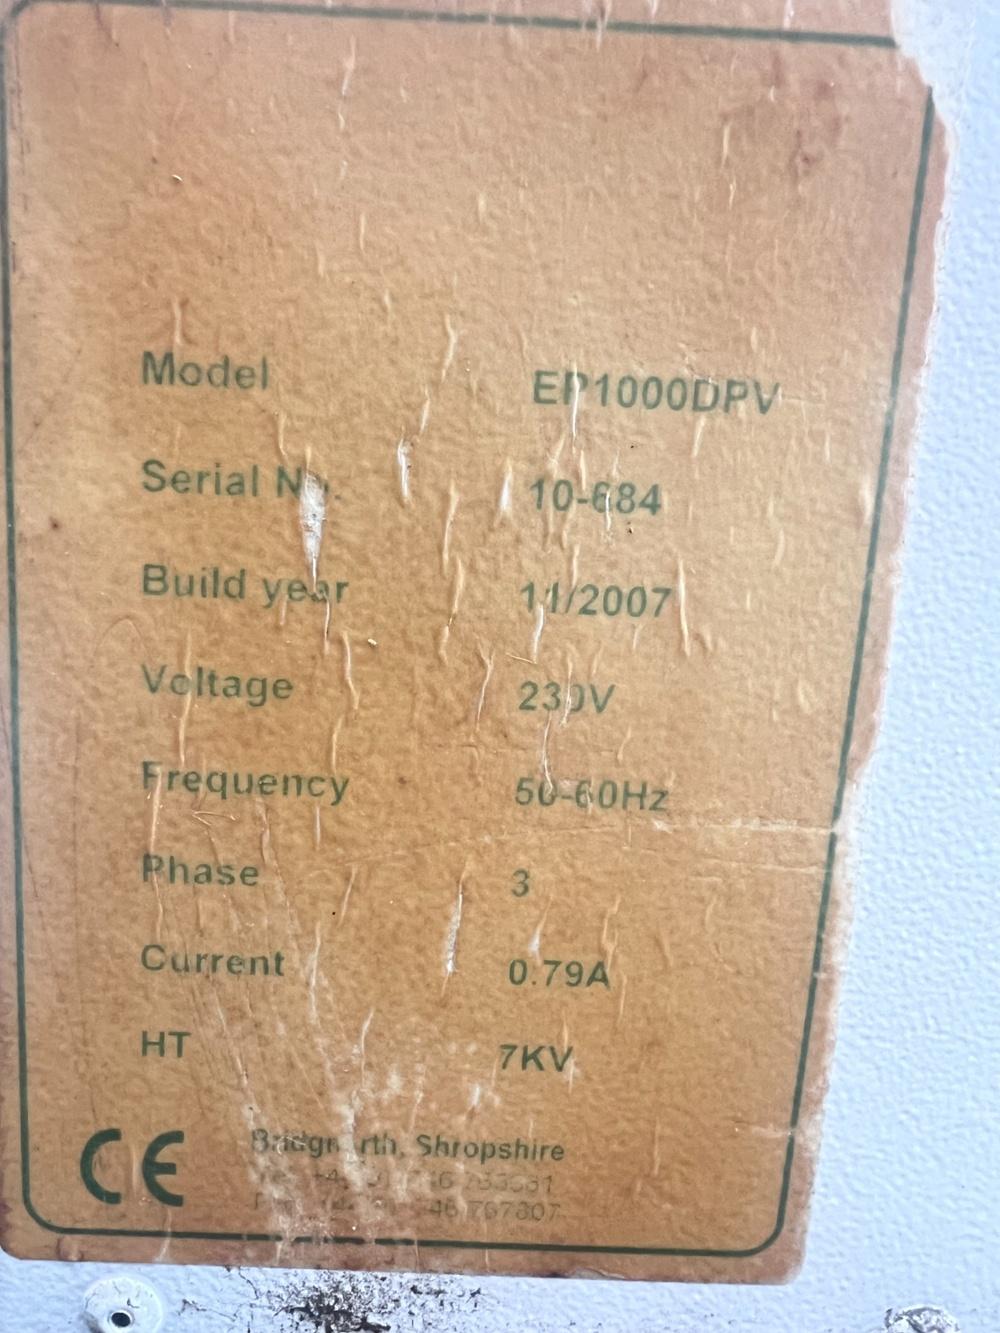 Model EP1000DPV
Serial No. 10-684
Build year 11/2007
Voltage 230V
Frequency 50-60Hz
Phase 3
Current 0.79A
HT 7KV
CE Bridgnorth, Shropshire